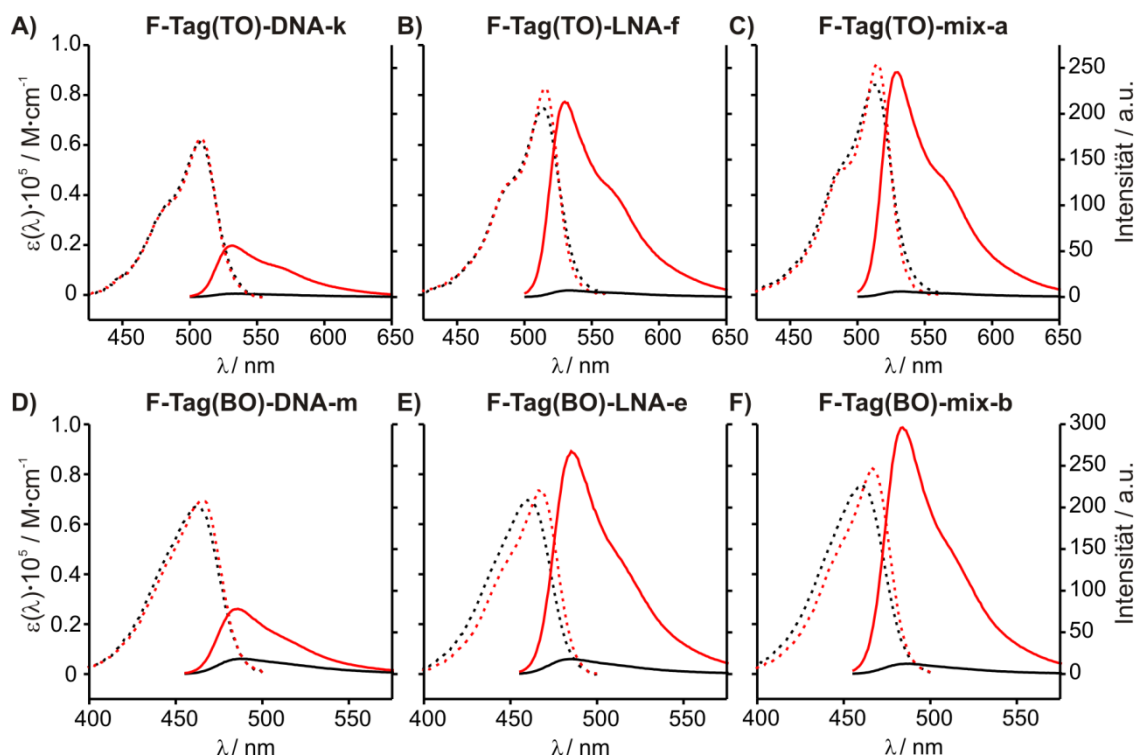 A) F-Tag(TO)-DNA-k B) F-Tag(TO)-LNA-f C) F-Tag(TO)-mix-a
1.0
0.8 250
0.6 200
0.4 150
0.2 100
0 50
0
ε(λ)·10⁵ / M·cm⁻¹
Intensität / a.u.
450 500 550 600 650 450 500 550 600 650 450 500 550 600 650
λ / nm λ / nm λ / nm
D) F-Tag(BO)-DNA-m E) F-Tag(BO)-LNA-e F) F-Tag(BO)-mix-b
1.0 300
0.8 250
0.6 200
0.4 150
0.2 100
0 50
0
ε(λ)·10⁵ / M·cm⁻¹
Intensität / a.u.
400 450 500 550 400 450 500 550 400 450 500 550
λ / nm λ / nm λ / nm